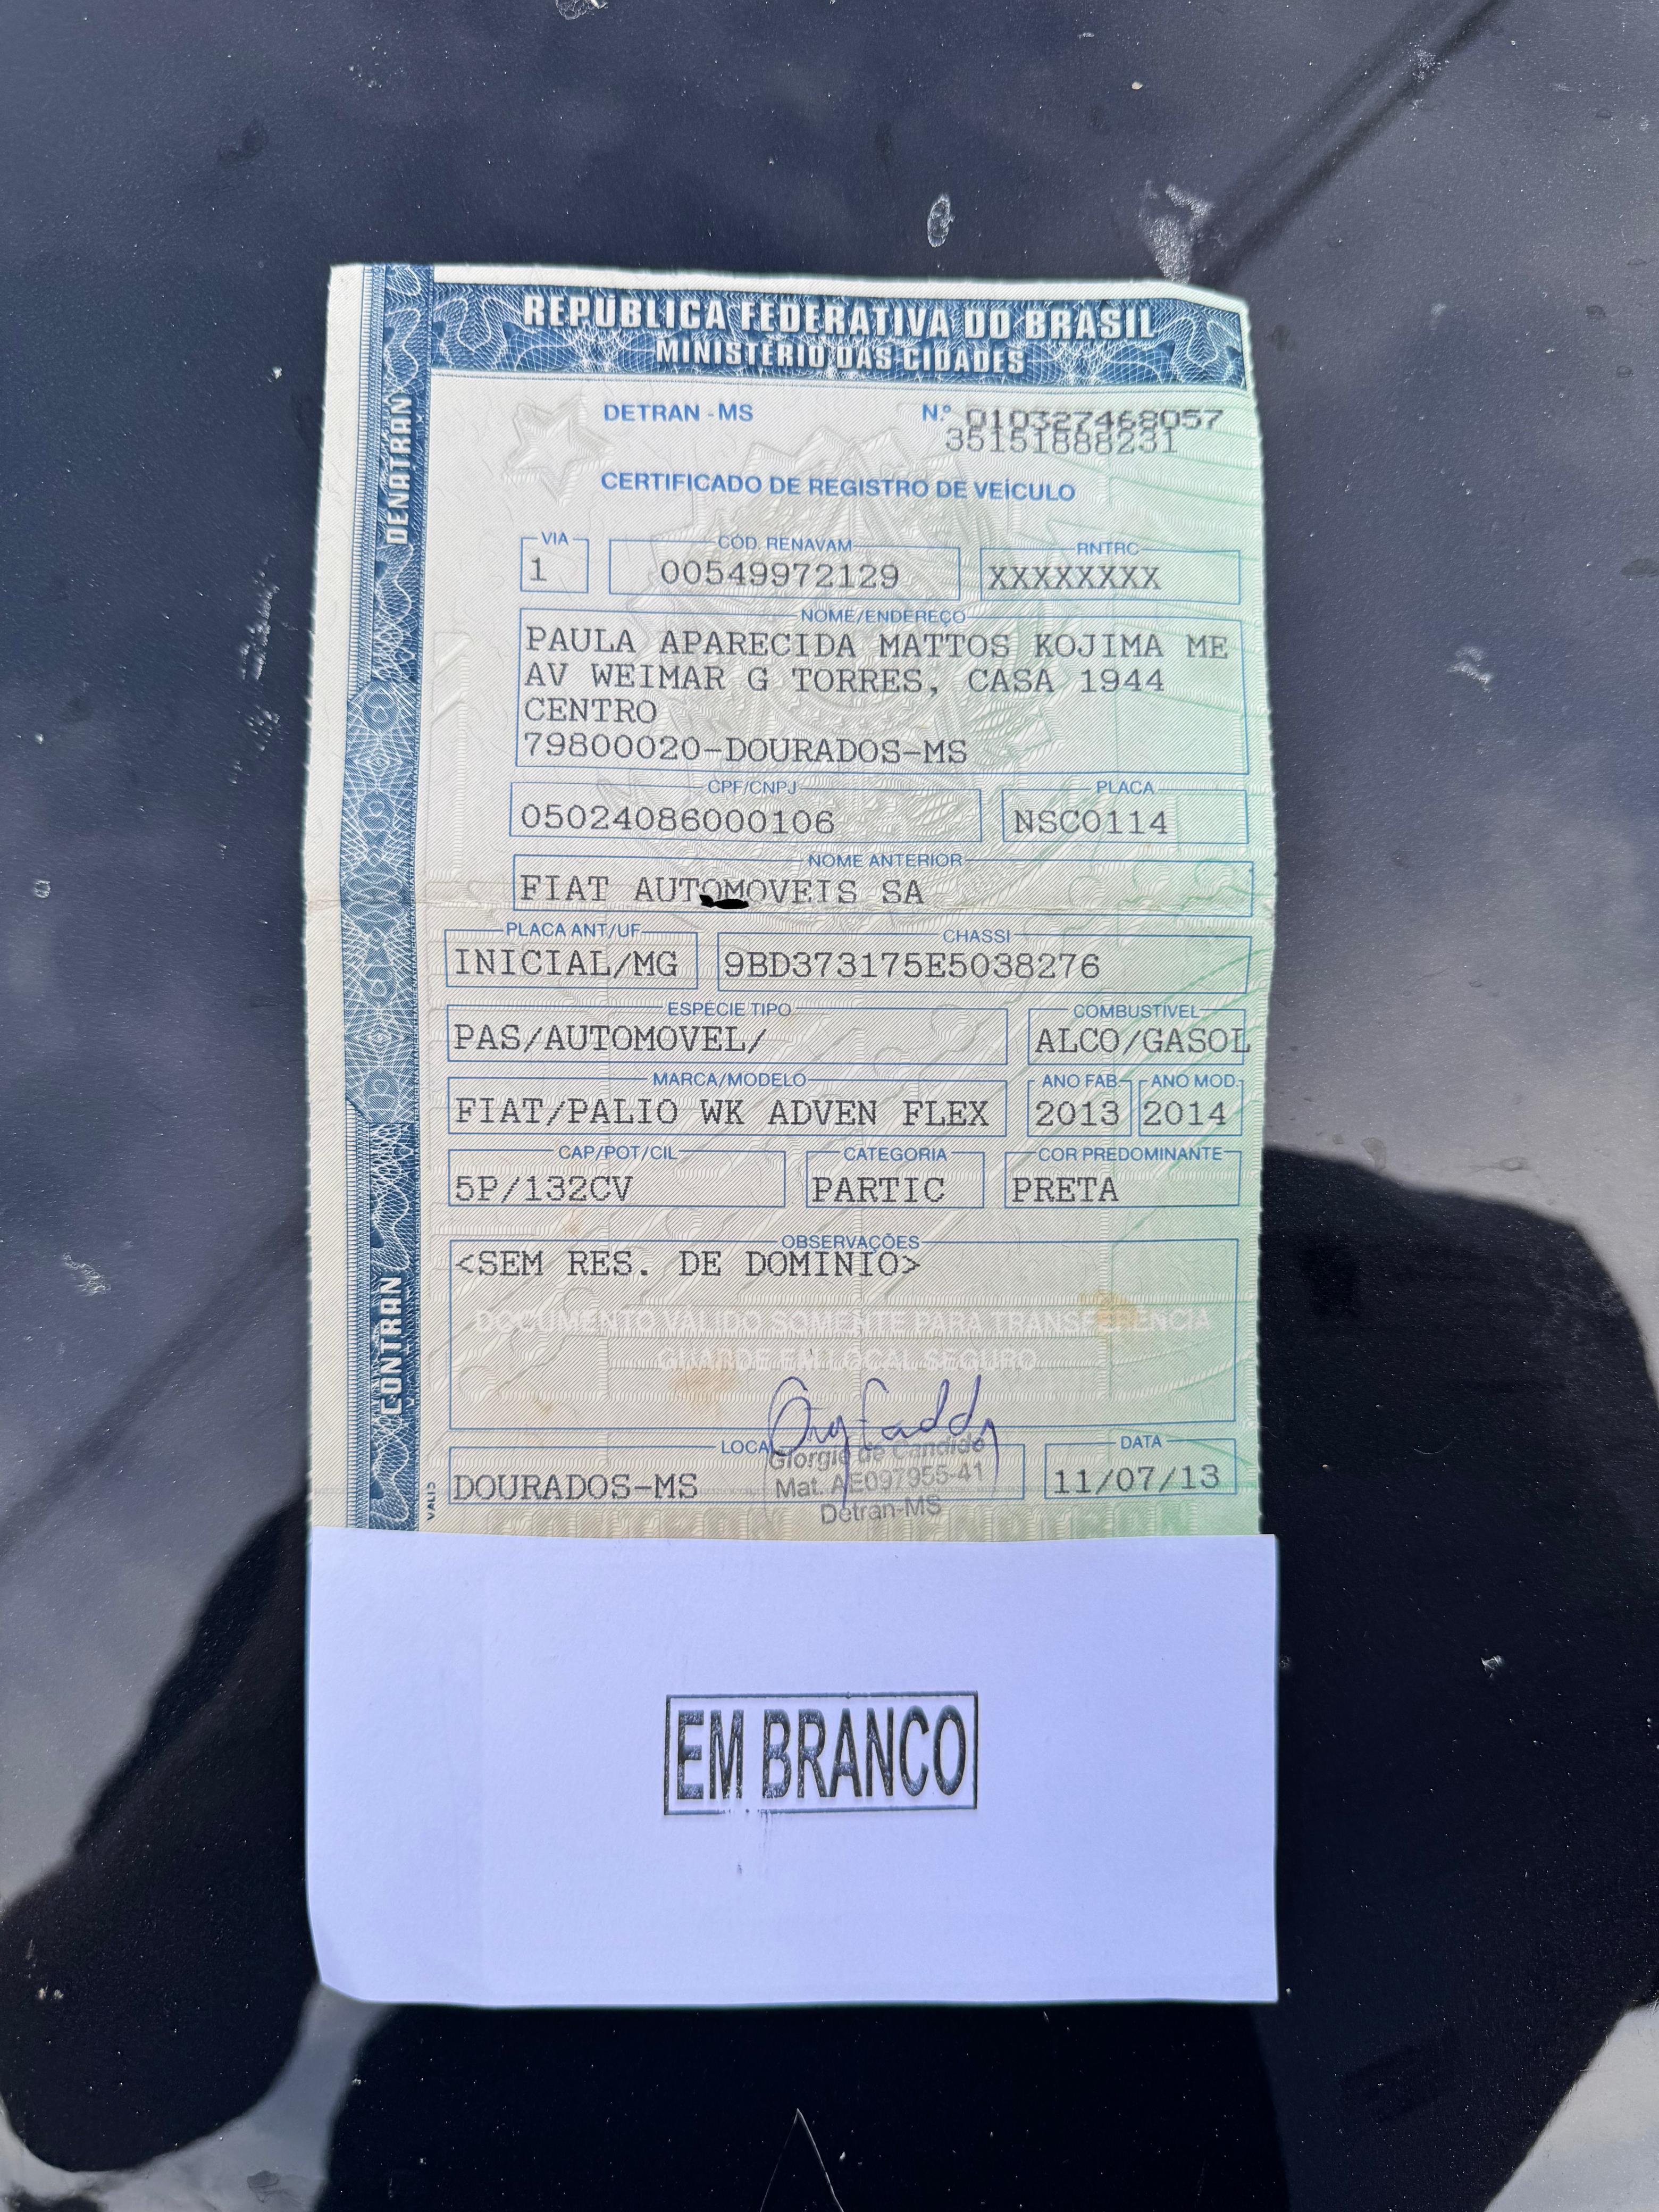 REPÚBLICA FEDERATIVA DO BRASIL
MINISTÉRIO DAS CIDADES
DENATRAN
CONTRAN
DETRAN - MS
N.º 010327468057
35151888231
CERTIFICADO DE REGISTRO DE VEÍCULO
VIA CÓD. RENAVAM RNTRC
1 00549972129 XXXXXXXX
NOME/ENDEREÇO
PAULA APARECIDA MATTOS KOJIMA ME
AV WEIMAR G TORRES, CASA 1944
CENTRO
79800020-DOURADOS-MS
CPF/CNPJ PLACA
05024086000106 NSC0114
NOME ANTERIOR
FIAT AUTOMOVEIS SA
PLACA ANT/UF CHASSI
INICIAL/MG 9BD373175E5038276
ESPÉCIE TIPO COMBUSTÍVEL
PAS/AUTOMOVEL/ ALCO/GASOL
MARCA/MODELO ANO FAB. ANO MOD.
FIAT/PALIO WK ADVEN FLEX 2013 2014
CAP/POT/CIL CATEGORIA COR PREDOMINANTE
5P/132CV PARTIC PRETA
OBSERVAÇÕES
<SEM RES. DE DOMINIO>
DOCUMENTO VÁLIDO SOMENTE PARA TRANSFERÊNCIA
GUARDE EM LOCAL SEGURO
LOCAL DATA
DOURADOS-MS 11/07/13
Giorgio de Candido
Mat. AE097955-41
Detran-MS
EM BRANCO